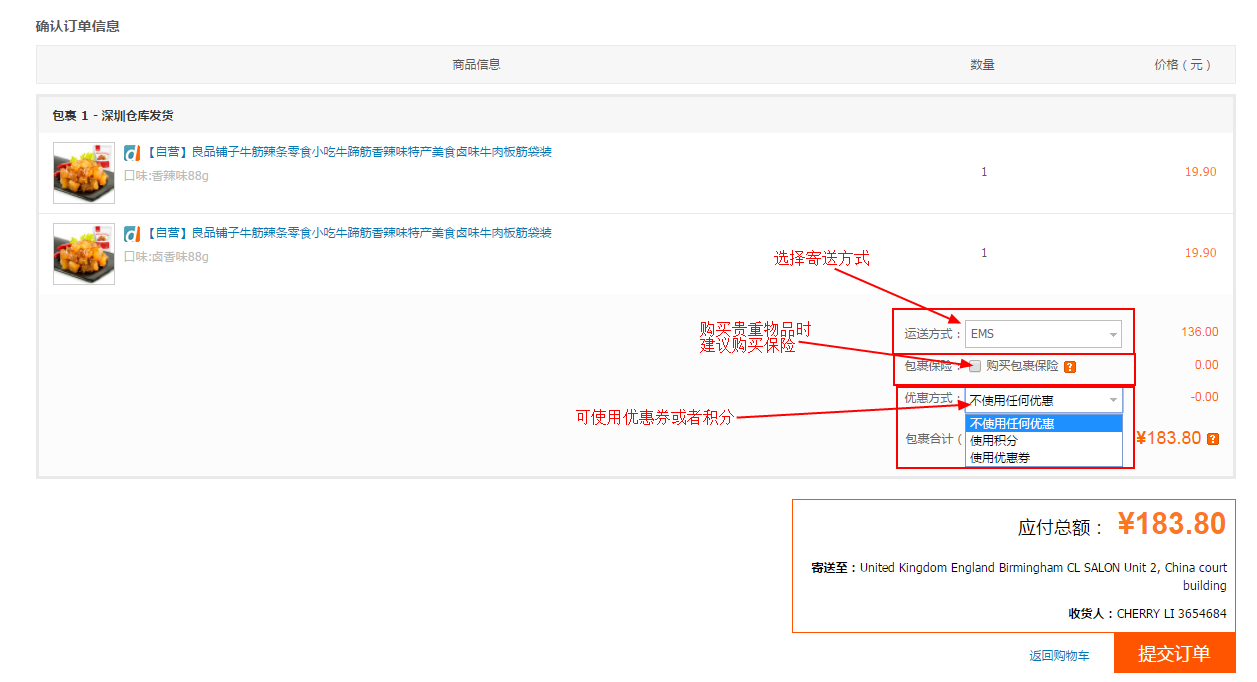 确认订单信息
商品信息 数量 价格（元）
包裹 1 - 深圳仓库发货
【自营】良品铺子牛筋辣条零食小吃牛蹄筋香辣味特产美食卤味牛肉板筋袋装
口味:香辣味88g
1 19.90
【自营】良品铺子牛筋辣条零食小吃牛蹄筋香辣味特产美食卤味牛肉板筋袋装
口味:卤香味88g
1 19.90
选择寄送方式
运送方式： EMS 136.00
购买贵重物品时
建议购买保险
包裹保险： 购买包裹保险 ? 0.00
优惠方式： 不使用任何优惠 -0.00
可使用优惠券或者积分
不使用任何优惠
使用积分
使用优惠券
包裹合计（ ¥183.80 ?
应付总额： ¥183.80
寄送至：United Kingdom England Birmingham CL SALON Unit 2, China court
building
收货人：CHERRY LI 3654684
返回购物车 提交订单